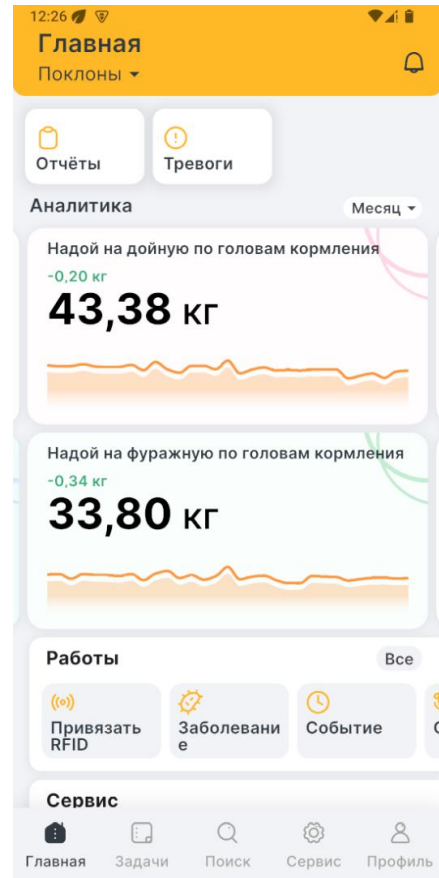 12:26
Главная
Поклоны
Отчёты
Тревоги
Аналитика
Месяц
Надой на дойную по головам кормления
-0,20 кг
43,38 кг
Надой на фуражную по головам кормления
-0,34 кг
33,80 кг
Работы
Все
Привязать
RFID
Заболевани
е
Событие
Сервис
Главная
Задачи
Поиск
Сервис
Профиль